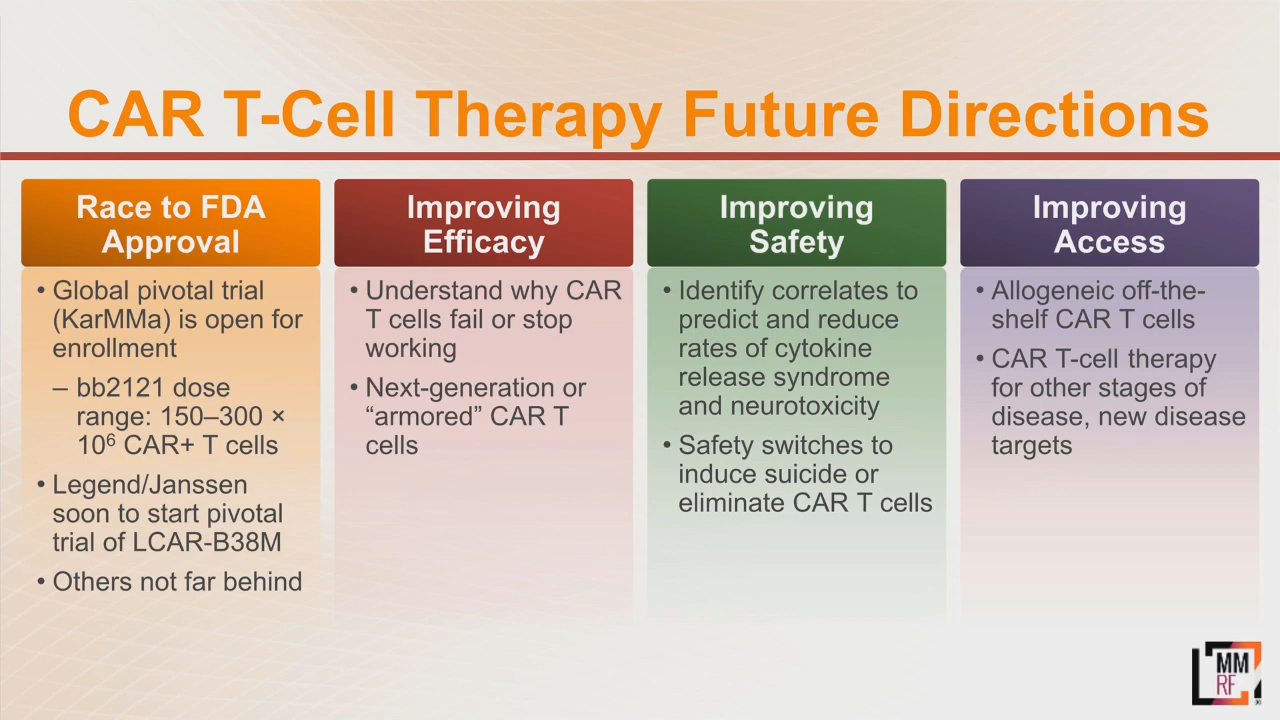 CAR T-Cell Therapy Future Directions
Race to FDA
Approval
• Global pivotal trial
(KarMMa) is open for
enrollment
– bb2121 dose
range: 150–300 ×
10⁶ CAR+ T cells
• Legend/Janssen
soon to start pivotal
trial of LCAR-B38M
• Others not far behind
Improving
Efficacy
• Understand why CAR
T cells fail or stop
working
• Next-generation or
“armored” CAR T
cells
Improving
Safety
• Identify correlates to
predict and reduce
rates of cytokine
release syndrome
and neurotoxicity
• Safety switches to
induce suicide or
eliminate CAR T cells
Improving
Access
• Allogeneic off-the-
shelf CAR T cells
• CAR T-cell therapy
for other stages of
disease, new disease
targets
MM
RF